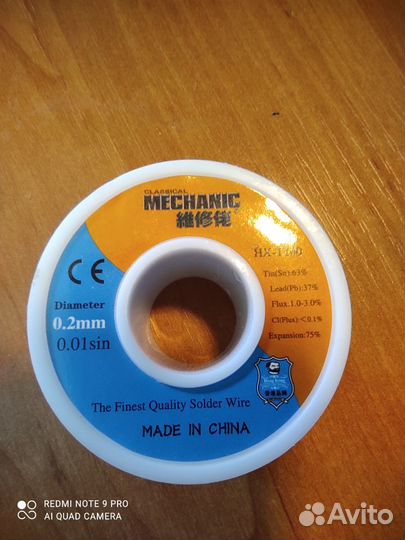 CLASSICAL
MECHANIC
維修佬
Tin(Sn):63%
Lead(Pb):37%
Flux:1.0-3.0%
Cl(Flux):<0.1%
Expansion:75%
CE
Diameter
0.2mm
0.01sin
The Finest Quality Solder Wire
MADE IN CHINA
REDMI NOTE 9 PRO
AI QUAD CAMERA
Avito